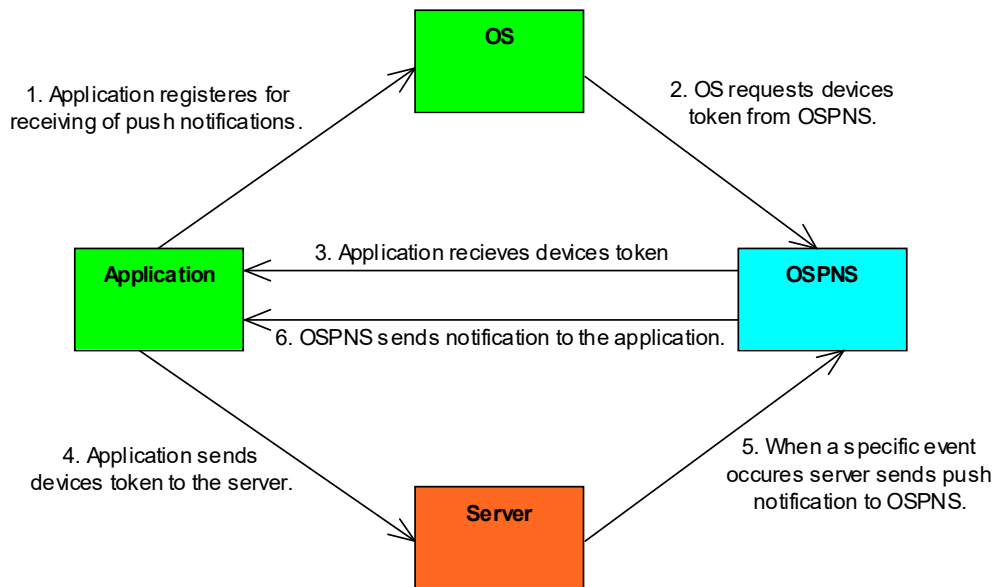 OS
1. Application registeres for
receiving of push notifications.
2. OS requests devices
token from OSPNS.
Application
3. Application recieves devices token
OSPNS
6. OSPNS sends notification to the application.
4. Application sends
devices token to the server.
Server
5. When a specific event
occures server sends push
notification to OSPNS.